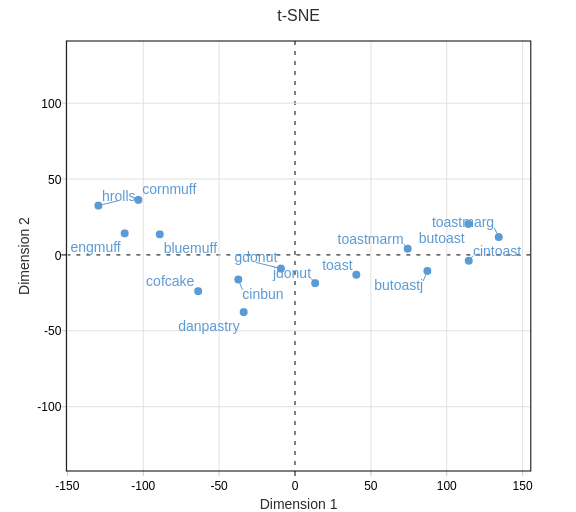 t-SNE
Dimension 2
100
50
0
-50
-100
hrolls
cornmuff
engmuff
bluemuff
cofcake
gdonut
jdonut
cinbun
danpastry
toast
toastmarm
butoastj
toastmarg
butoast
cintoast
-150
-100
-50
0
50
100
150
Dimension 1